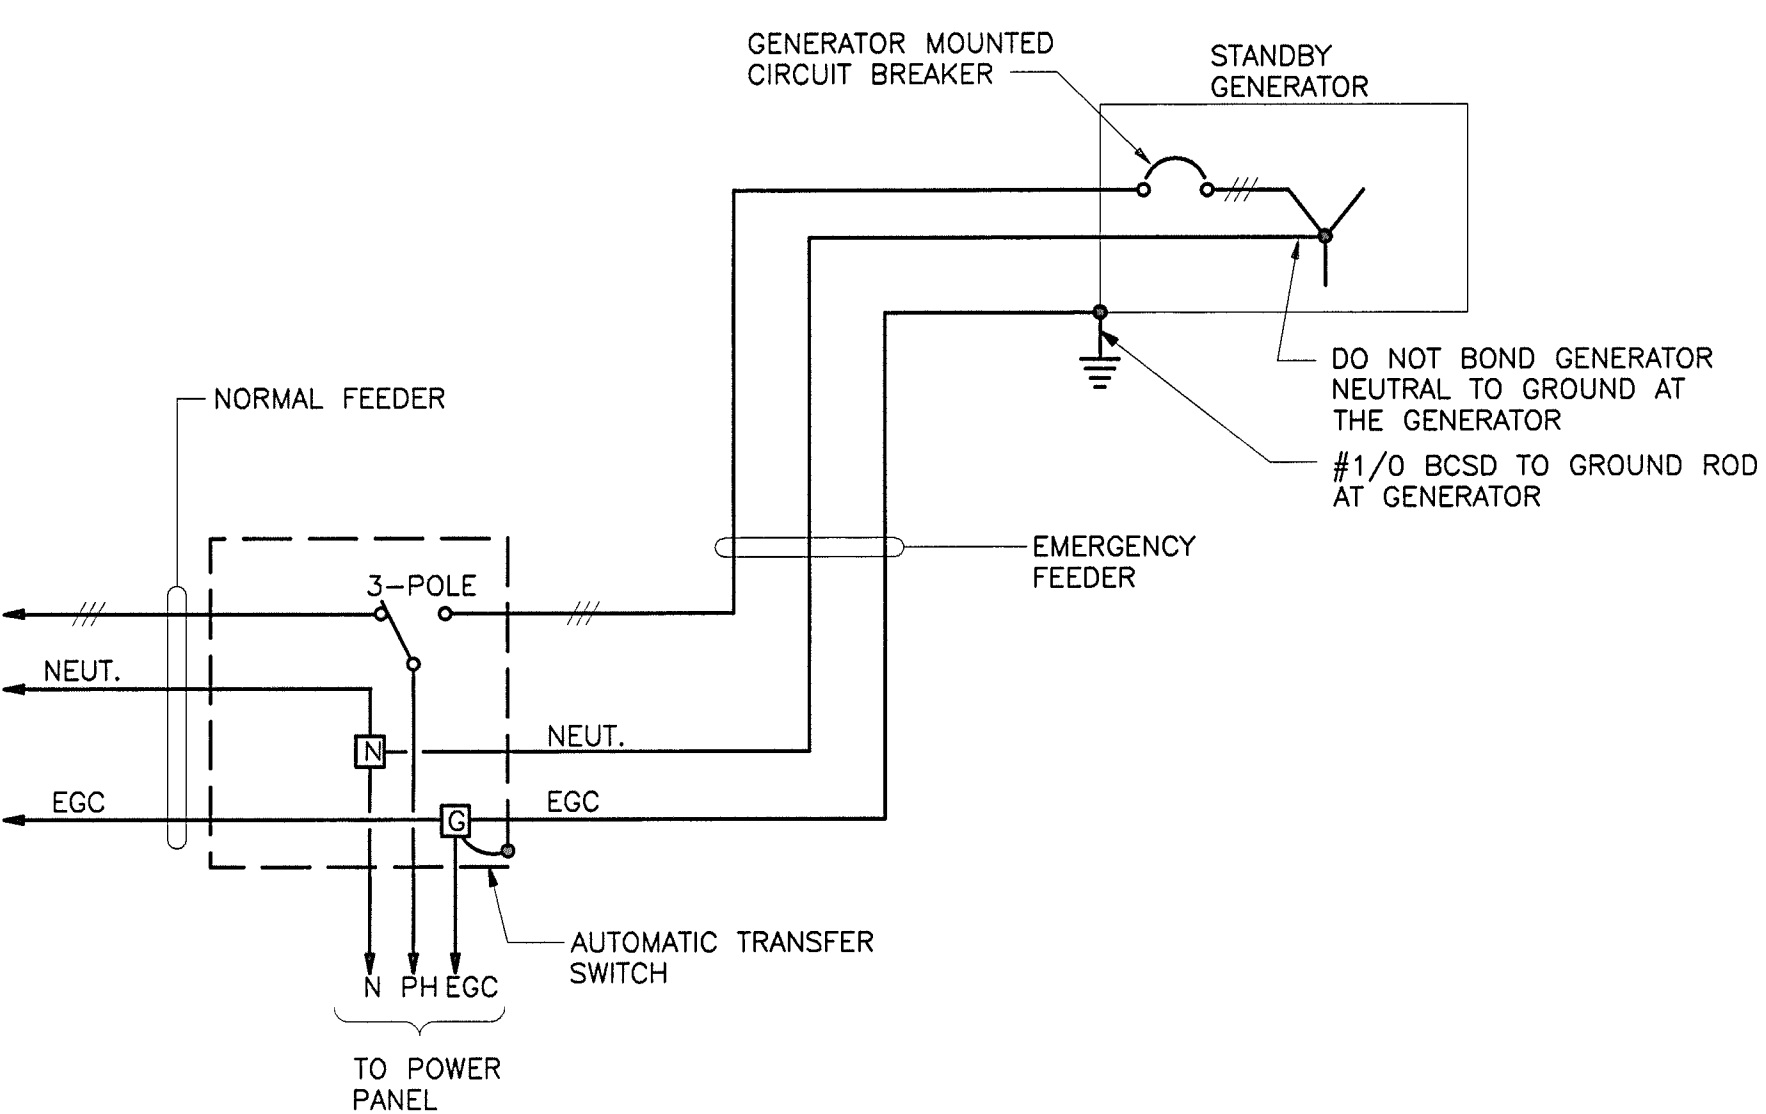 GENERATOR MOUNTED
CIRCUIT BREAKER
STANDBY
GENERATOR
DO NOT BOND GENERATOR
NEUTRAL TO GROUND AT
THE GENERATOR
#1/0 BCSD TO GROUND ROD
AT GENERATOR
NORMAL FEEDER
EMERGENCY
FEEDER
3-POLE
NEUT.
N
NEUT.
EGC
G
EGC
AUTOMATIC TRANSFER
SWITCH
N PH EGC
TO POWER
PANEL